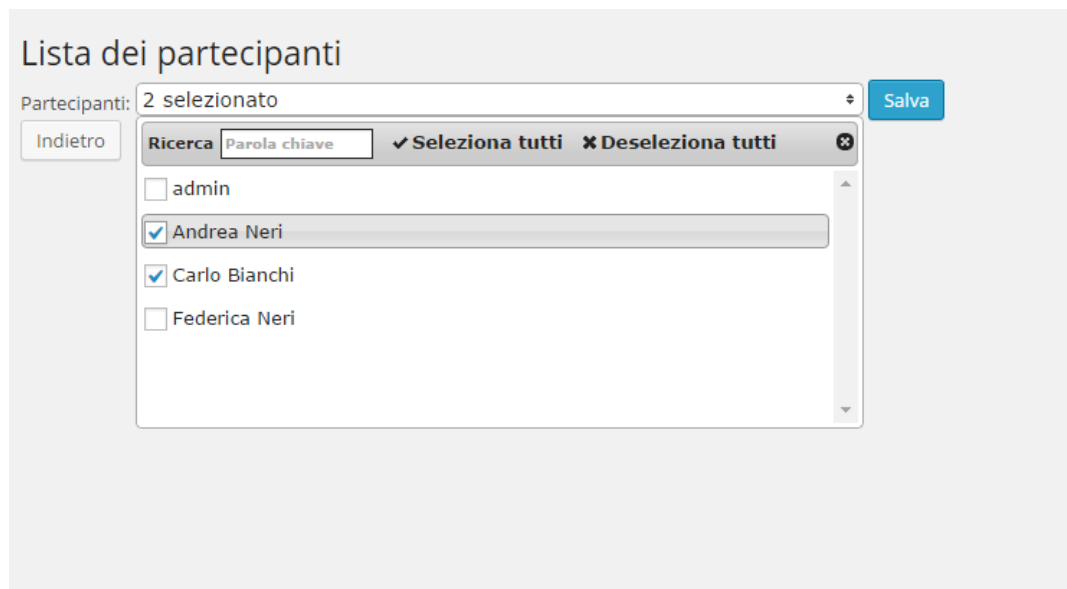 Lista dei partecipanti
Partecipanti: 2 selezionato Salva
Indietro
Ricerca Parola chiave Seleziona tutti Deseleziona tutti
admin
Andrea Neri
Carlo Bianchi
Federica Neri